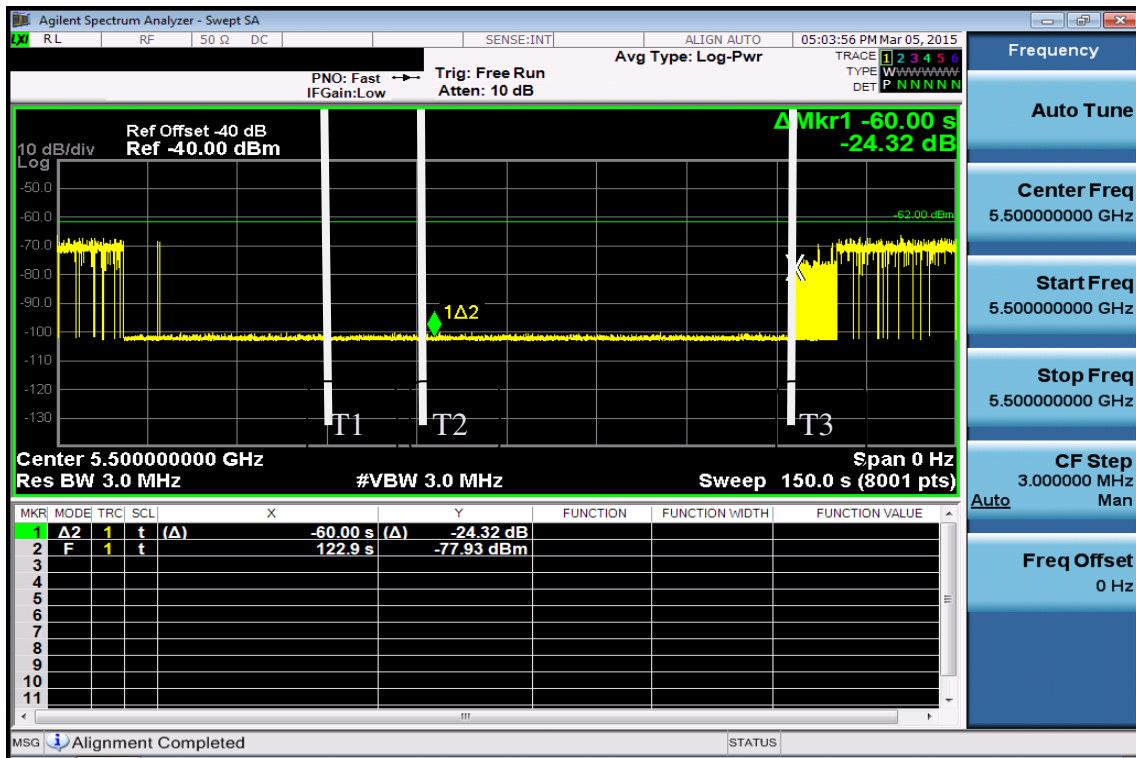 Agilent Spectrum Analyzer - Swept SA
LXI RL RF 50 Ω DC SENSE:INT ALIGN AUTO 05:03:56 PM Mar 05, 2015
PNO: Fast
IFGain:Low
Trig: Free Run
Atten: 10 dB
Avg Type: Log-Pwr
TRACE 1 2 3 4 5 6
TYPE WWWWWWW
DET P N N N N N
Ref Offset -40 dB
Ref -40.00 dBm
10 dB/div
Log
ΔMkr1 -60.00 s
-24.32 dB
-50.0
-60.0
-62.00 dBm
-70.0
-80.0
X
-90.0
1Δ2
-100
-110
-120
-130
T1 T2 T3
Center 5.500000000 GHz Span 0 Hz
Res BW 3.0 MHz #VBW 3.0 MHz Sweep 150.0 s (8001 pts)
MKR MODE TRC SCL X Y FUNCTION FUNCTION WIDTH FUNCTION VALUE
1 Δ2 1 t (Δ) -60.00 s (Δ) -24.32 dB
2 F 1 t 122.9 s -77.93 dBm
3
4
5
6
7
8
9
10
11
MSG Alignment Completed STATUS
Frequency
Auto Tune
Center Freq
5.500000000 GHz
Start Freq
5.500000000 GHz
Stop Freq
5.500000000 GHz
CF Step
3.000000 MHz
Auto Man
Freq Offset
0 Hz